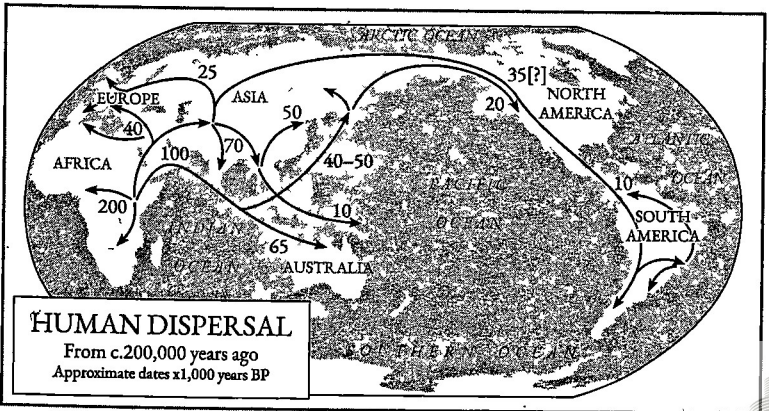 ARCTIC OCEAN
25
35[?]
EUROPE
ASIA
NORTH
AMERICA
20
50
40
70
ATLANTIC
OCEAN
AFRICA
100
40–50
PACIFIC
OCEAN
10
200
10
SOUTH
AMERICA
INDIAN
OCEAN
65
AUSTRALIA
HUMAN DISPERSAL
From c.200,000 years ago
Approximate dates x1,000 years BP
SOUTHERN OCEAN